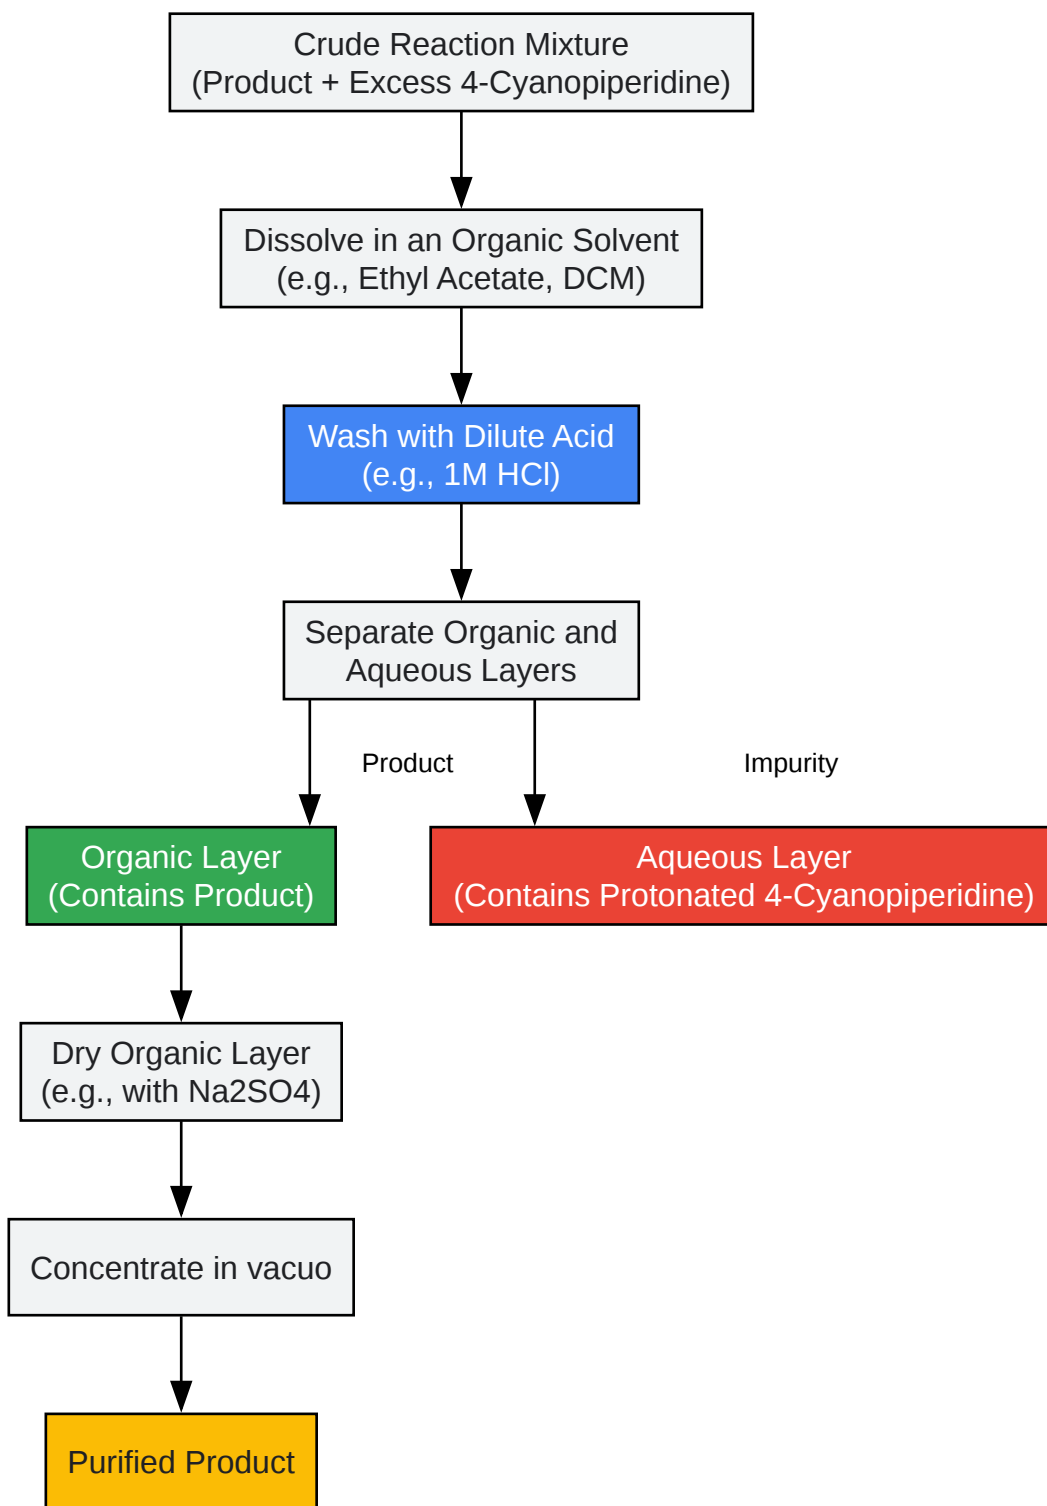 Crude Reaction Mixture
(Product + Excess 4-Cyanopiperidine)
Dissolve in an Organic Solvent
(e.g., Ethyl Acetate, DCM)
Wash with Dilute Acid
(e.g., 1M HCl)
Separate Organic and
Aqueous Layers
Product
Impurity
Organic Layer
(Contains Product)
Aqueous Layer
(Contains Protonated 4-Cyanopiperidine)
Dry Organic Layer
(e.g., with Na2SO4)
Concentrate in vacuo
Purified Product